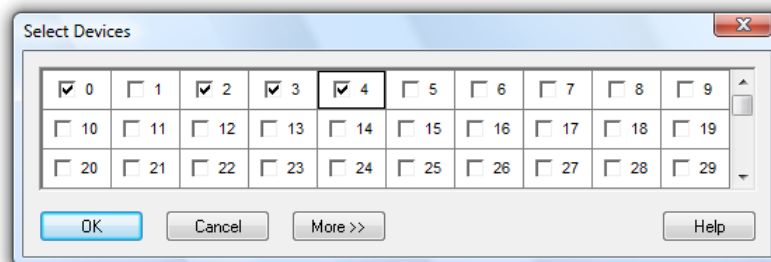 Select Devices
0 1 2 3 4 5 6 7 8 9
10 11 12 13 14 15 16 17 18 19
20 21 22 23 24 25 26 27 28 29
OK Cancel More >> Help